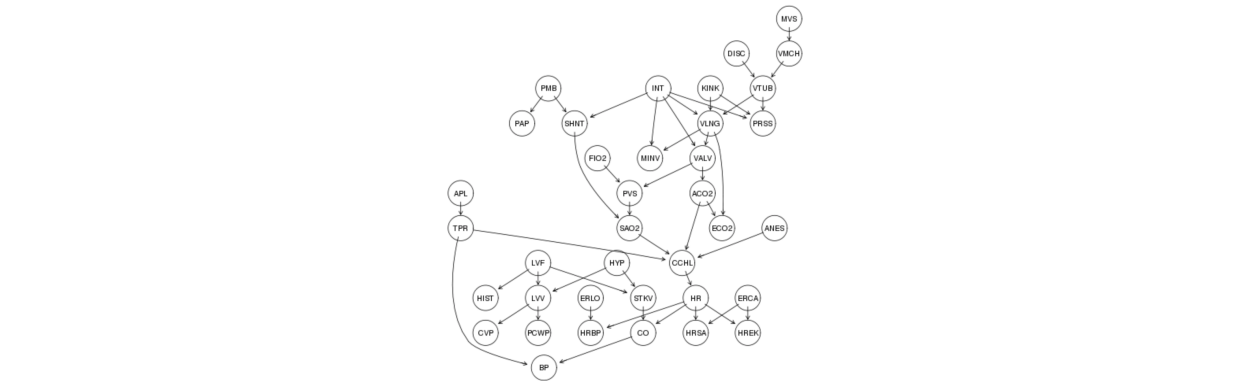 MVS
DISC VMCH
PMB INT KINK VTUB
PAP SHNT VLNG PRSS
FIO2 MINV VALV
APL PVS ACO2
TPR SAO2 ECO2 ANES
LVF HYP CCHL
HIST LVV ERLO STKV HR ERCA
CVP PCWP HRBP CO HRSA HREK
BP